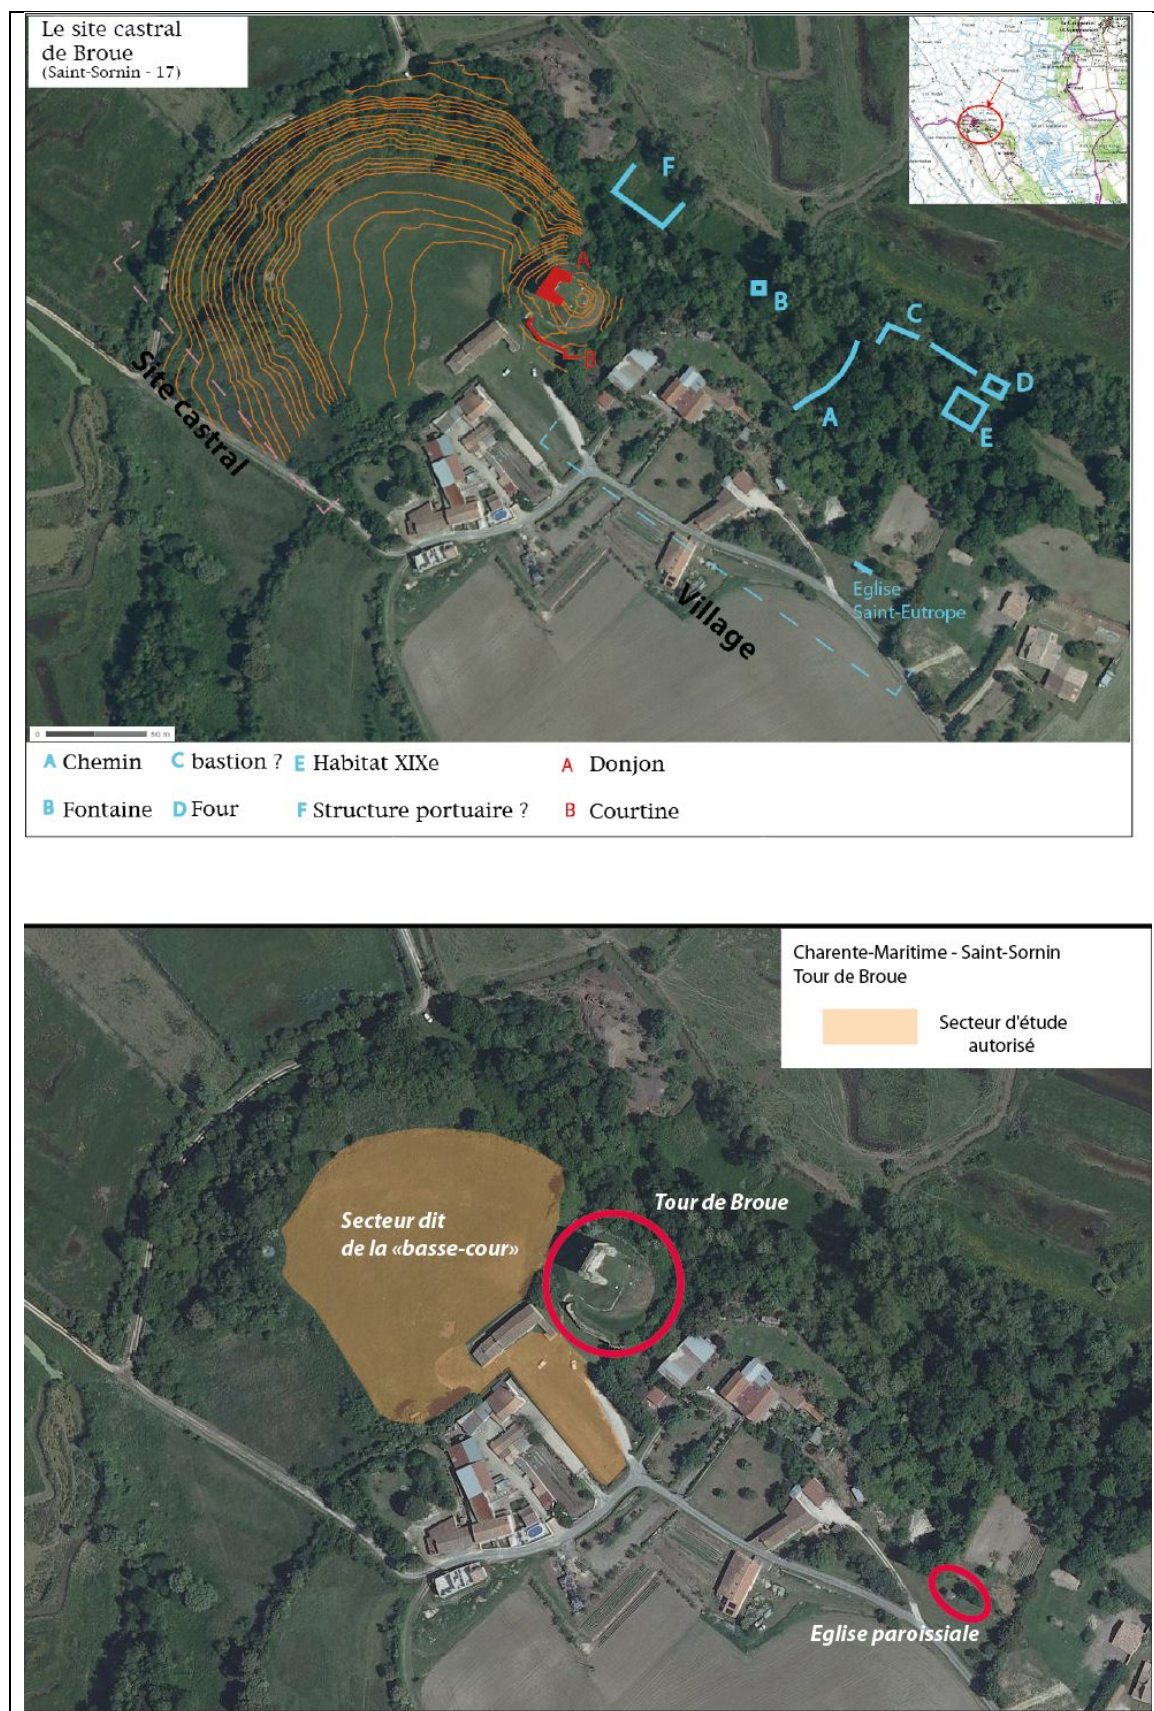 Le site castral
de Broue
(Saint-Sornin - 17)
F
A
B
B
C
A
D
E
Site castral
Eglise
Saint-Eutrope
Village
0 50 m
A Chemin C bastion ? E Habitat XIXe A Donjon
B Fontaine D Four F Structure portuaire ? B Courtine
Charente-Maritime - Saint-Sornin
Tour de Broue
Secteur d'étude
autorisé
Tour de Broue
Secteur dit
de la «basse-cour»
Eglise paroissiale